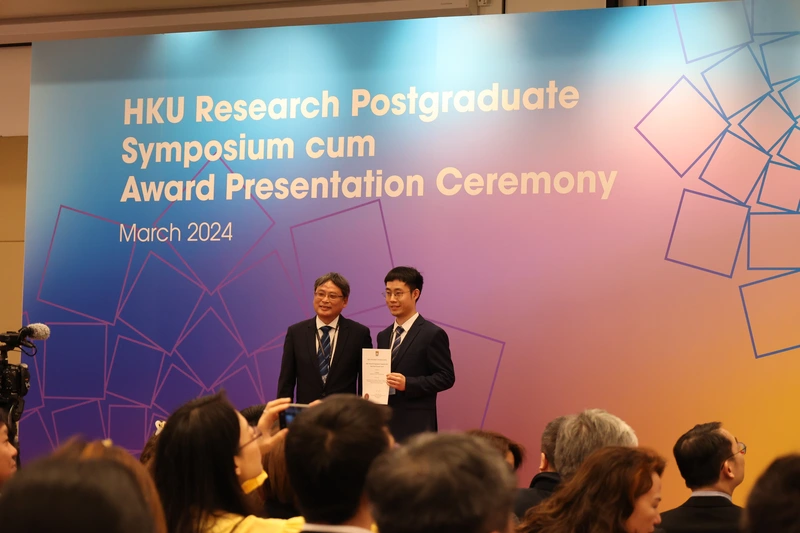 HKU Research Postgraduate
Symposium cum
Award Presentation Ceremony
March 2024